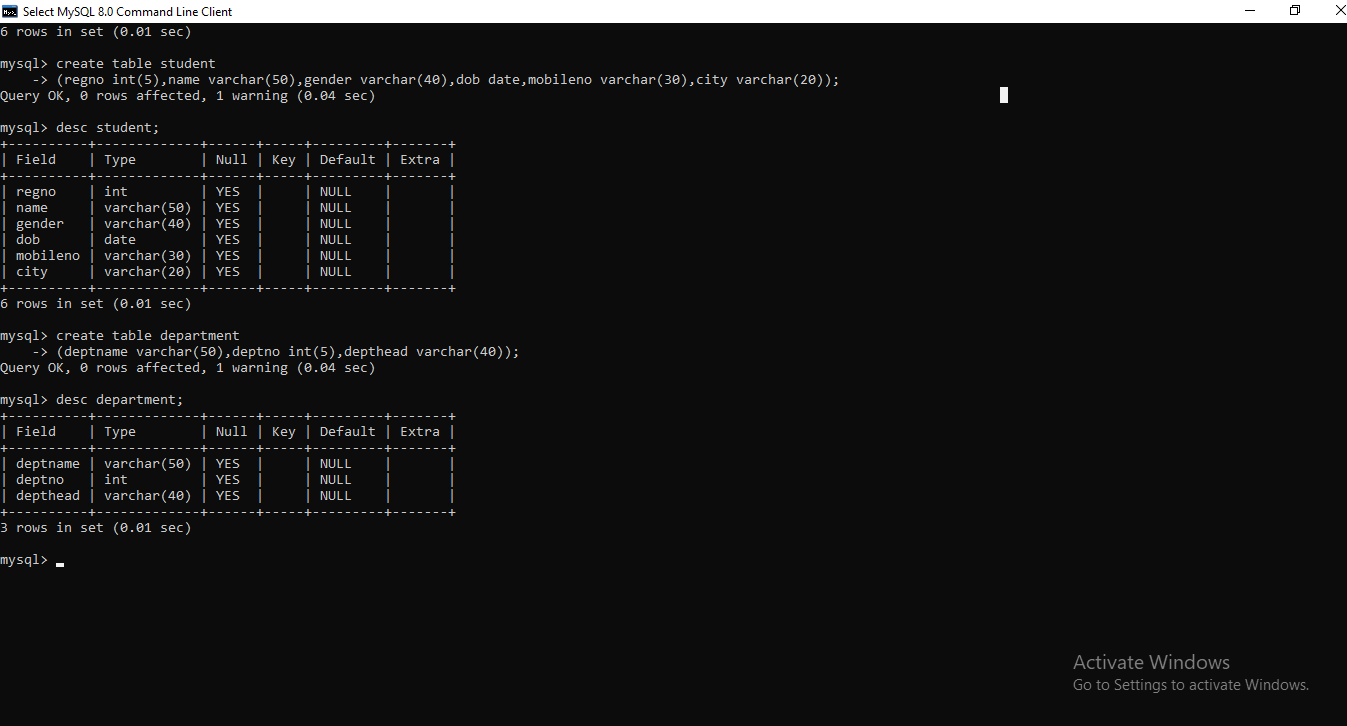 Select MySQL 8.0 Command Line Client
6 rows in set (0.01 sec)
mysql> create table student
    -> (regno int(5),name varchar(50),gender varchar(40),dob date,mobileno varchar(30),city varchar(20));
Query OK, 0 rows affected, 1 warning (0.04 sec)
mysql> desc student;
+----------+-------------+------+-----+---------+-------+
| Field    | Type        | Null | Key | Default | Extra |
+----------+-------------+------+-----+---------+-------+
| regno    | int         | YES  |     | NULL    |       |
| name     | varchar(50) | YES  |     | NULL    |       |
| gender   | varchar(40) | YES  |     | NULL    |       |
| dob      | date        | YES  |     | NULL    |       |
| mobileno | varchar(30) | YES  |     | NULL    |       |
| city     | varchar(20) | YES  |     | NULL    |       |
+----------+-------------+------+-----+---------+-------+
6 rows in set (0.01 sec)
mysql> create table department
    -> (deptname varchar(50),deptno int(5),depthead varchar(40));
Query OK, 0 rows affected, 1 warning (0.04 sec)
mysql> desc department;
+----------+-------------+------+-----+---------+-------+
| Field    | Type        | Null | Key | Default | Extra |
+----------+-------------+------+-----+---------+-------+
| deptname | varchar(50) | YES  |     | NULL    |       |
| deptno   | int         | YES  |     | NULL    |       |
| depthead | varchar(40) | YES  |     | NULL    |       |
+----------+-------------+------+-----+---------+-------+
3 rows in set (0.01 sec)
mysql>
Activate Windows
Go to Settings to activate Windows.